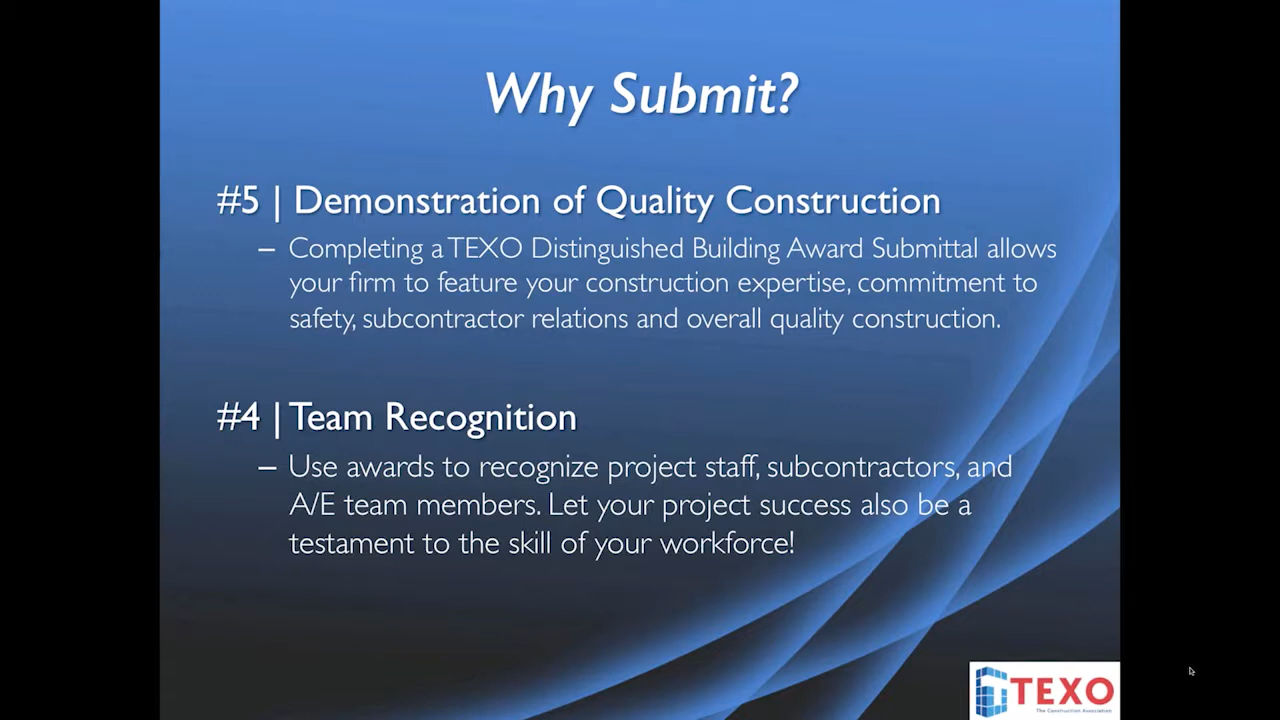 Why Submit?
#5 | Demonstration of Quality Construction
– Completing a TEXO Distinguished Building Award Submittal allows
your firm to feature your construction expertise, commitment to
safety, subcontractor relations and overall quality construction.
#4 | Team Recognition
– Use awards to recognize project staff, subcontractors, and
A/E team members. Let your project success also be a
testament to the skill of your workforce!
TEXO
The Construction Association